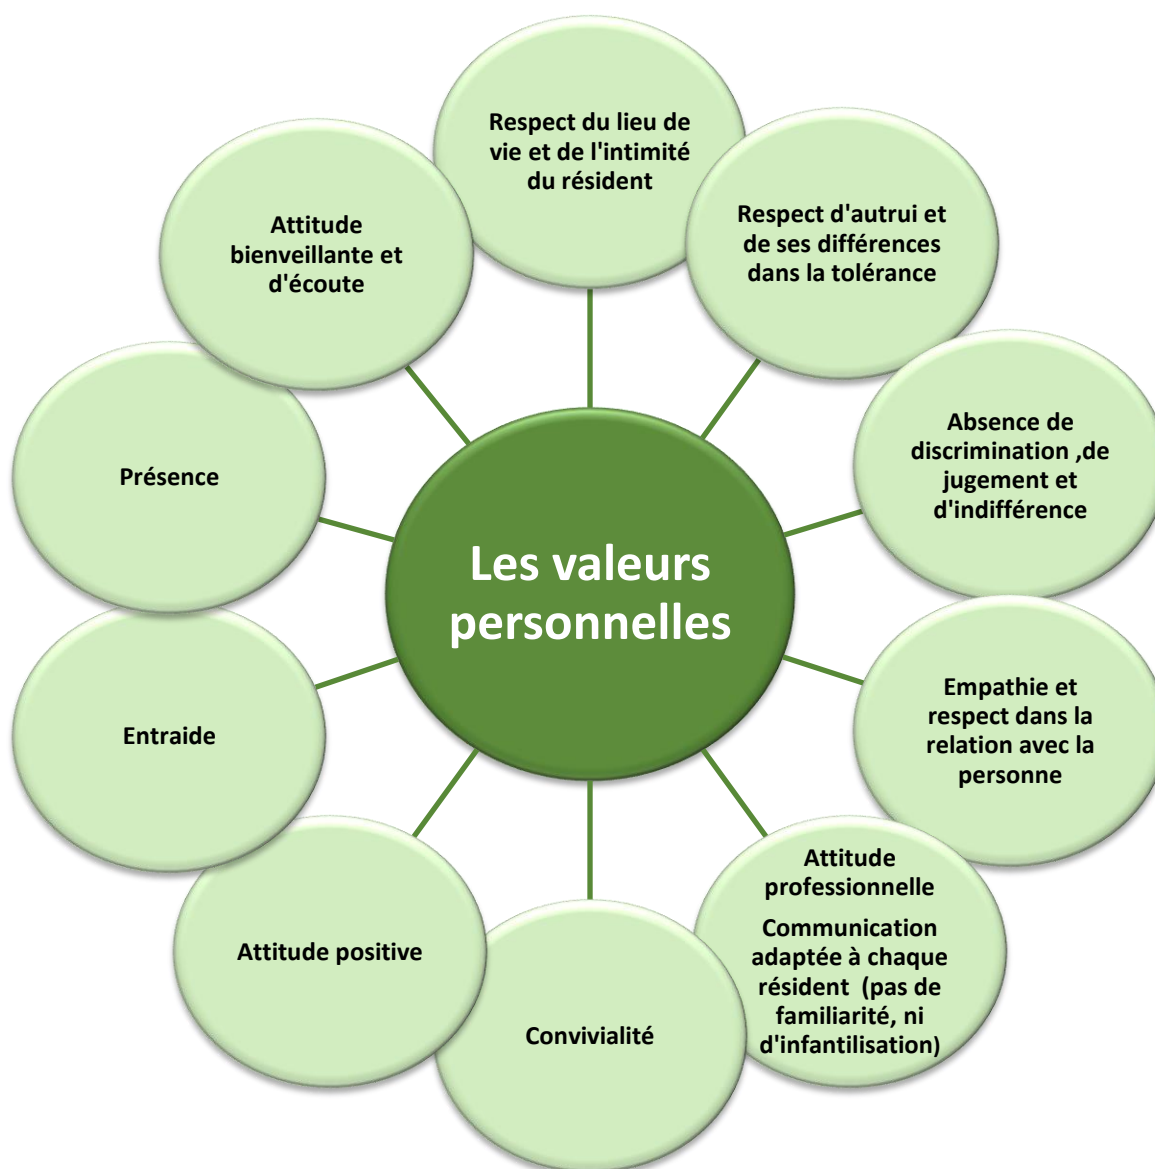 Respect du lieu de
vie et de l'intimité
du résident
Respect d'autrui et
de ses différences
dans la tolérance
Absence de
discrimination ,de
jugement et
d'indifférence
Empathie et
respect dans la
relation avec la
personne
Attitude
professionnelle
Communication
adaptée à chaque
résident (pas de
familiarité, ni
d'infantilisation)
Convivialité
Attitude positive
Entraide
Présence
Attitude
bienveillante et
d'écoute
Les valeurs
personnelles